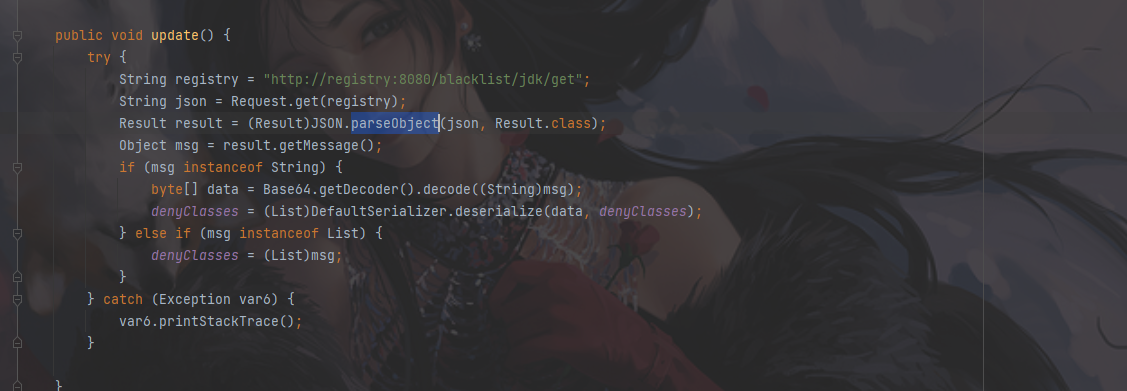 public void update() {
try {
String registry = "http://registry:8080/blacklist/jdk/get";
String json = Request.get(registry);
Result result = (Result)JSON.parseObject(json, Result.class);
Object msg = result.getMessage();
if (msg instanceof String) {
byte[] data = Base64.getDecoder().decode((String)msg);
denyClasses = (List)DefaultSerializer.deserialize(data, denyClasses);
} else if (msg instanceof List) {
denyClasses = (List)msg;
}
} catch (Exception var6) {
var6.printStackTrace();
}
}